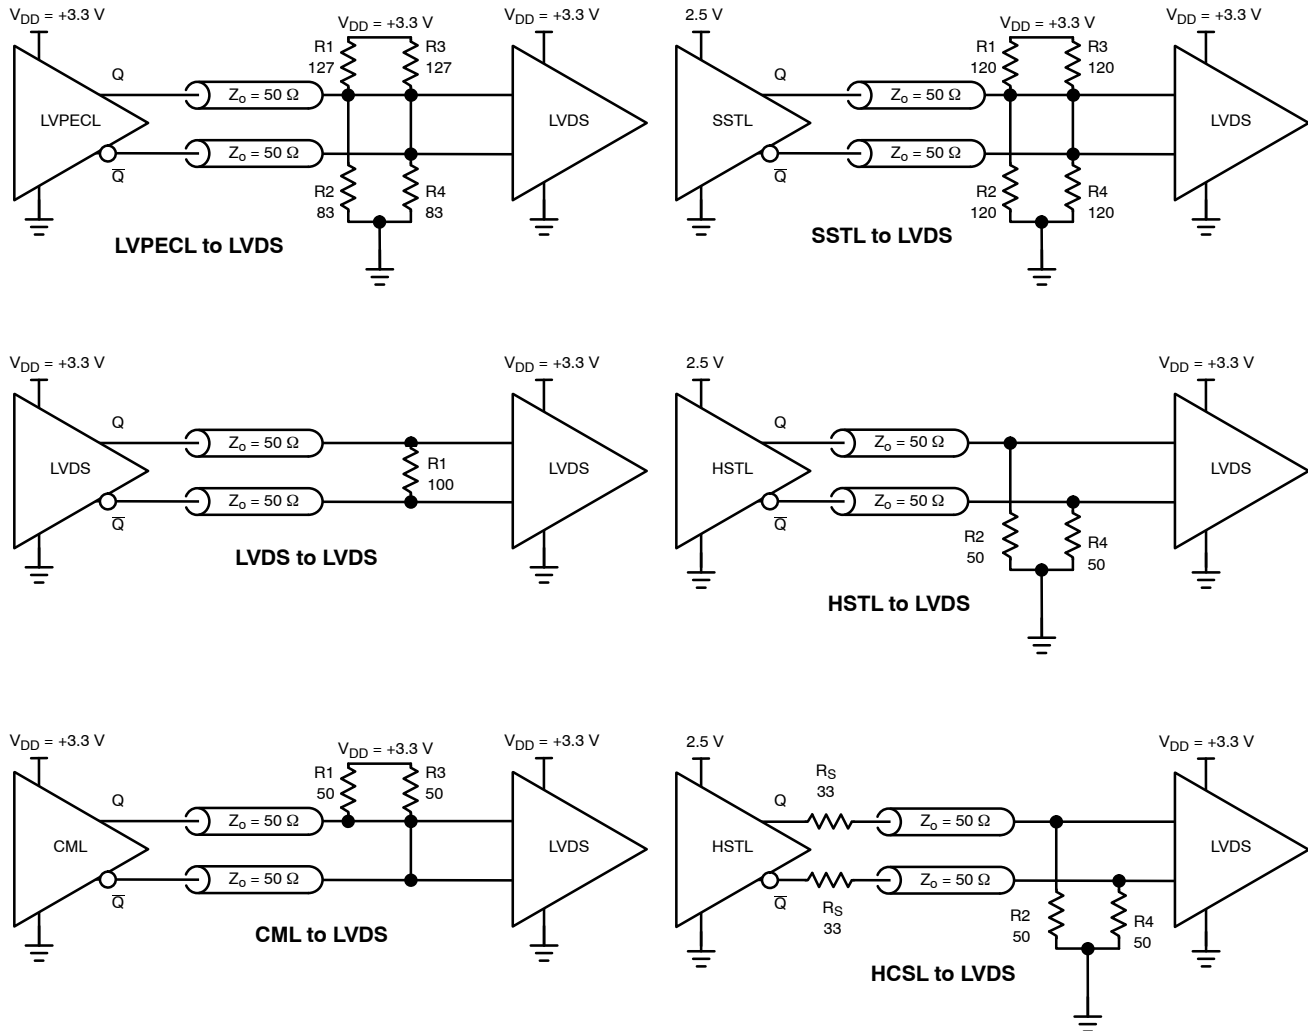 V_DD = +3.3 V
V_DD = +3.3 V
V_DD = +3.3 V
R1
127
R3
127
Q
LVPECL
Z_o = 50 Ω
Z_o = 50 Ω
LVDS
Q̅
R2
83
R4
83
LVPECL to LVDS
2.5 V
V_DD = +3.3 V
V_DD = +3.3 V
R1
120
R3
120
Q
SSTL
Z_o = 50 Ω
Z_o = 50 Ω
LVDS
Q̅
R2
120
R4
120
SSTL to LVDS
V_DD = +3.3 V
V_DD = +3.3 V
Q
LVDS
Z_o = 50 Ω
Z_o = 50 Ω
R1
100
LVDS
Q̅
LVDS to LVDS
2.5 V
V_DD = +3.3 V
Q
HSTL
Z_o = 50 Ω
Z_o = 50 Ω
LVDS
Q̅
R2
50
R4
50
HSTL to LVDS
V_DD = +3.3 V
V_DD = +3.3 V
V_DD = +3.3 V
R1
50
R3
50
Q
CML
Z_o = 50 Ω
Z_o = 50 Ω
LVDS
Q̅
CML to LVDS
2.5 V
V_DD = +3.3 V
R_S
33
Q
HSTL
Z_o = 50 Ω
Z_o = 50 Ω
LVDS
Q̅
R_S
33
R2
50
R4
50
HCSL to LVDS